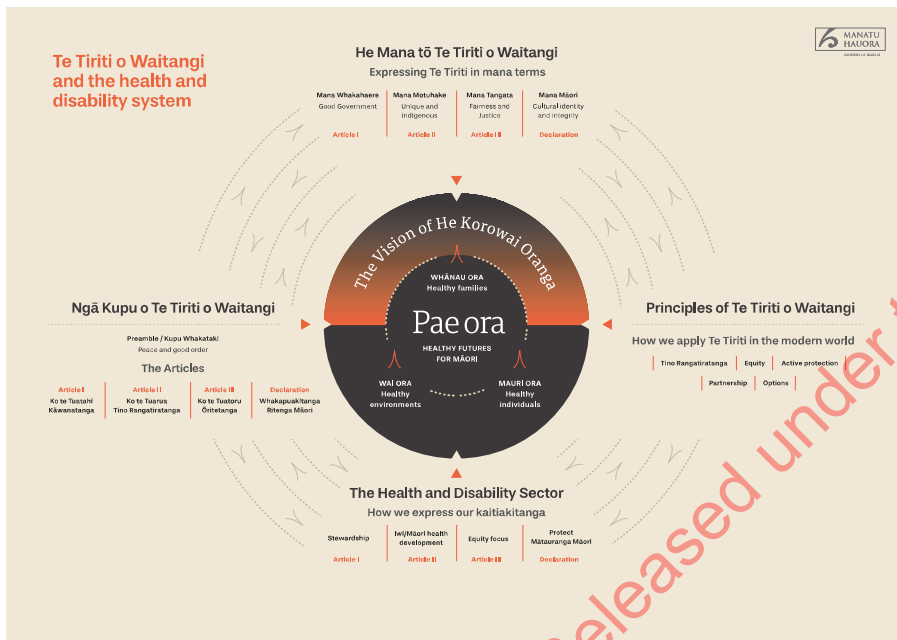 Te Tiriti o Waitangi
and the health and
disability system
MANATŪ
HAUORA
He Mana tō Te Tiriti o Waitangi
Expressing Te Tiriti in mana terms
Mana Whakahaere
Good Government
Article I
Mana Motuhake
Unique and
Indigenous
Article II
Mana Tangata
Fairness and
Justice
Article III
Mana Māori
Cultural identity
and integrity
Declaration
The Vision of He Korowai Oranga
WHĀNAU ORA
Healthy families
Pae ora
HEALTHY FUTURES
FOR MĀORI
WAI ORA
Healthy
environments
MAURI ORA
Healthy
individuals
Ngā Kupu o Te Tiriti o Waitangi
Preamble / Kupu Whakataki
Peace and good order
The Articles
Article I
Ko te Tuatahi
Kāwanatanga
Article II
Ko te Tuarua
Tino Rangatiratanga
Article III
Ko te Tuatoru
Ōritetanga
Declaration
Whakapuakitanga
Ritenga Māori
Principles of Te Tiriti o Waitangi
How we apply Te Tiriti in the modern world
Tino Rangatiratanga
Equity
Active protection
Partnership
Options
The Health and Disability Sector
How we express our kaitiakitanga
Stewardship
Article I
Iwi/Māori health
development
Article II
Equity focus
Article III
Protect
Mātauranga Māori
Declaration
Released under t